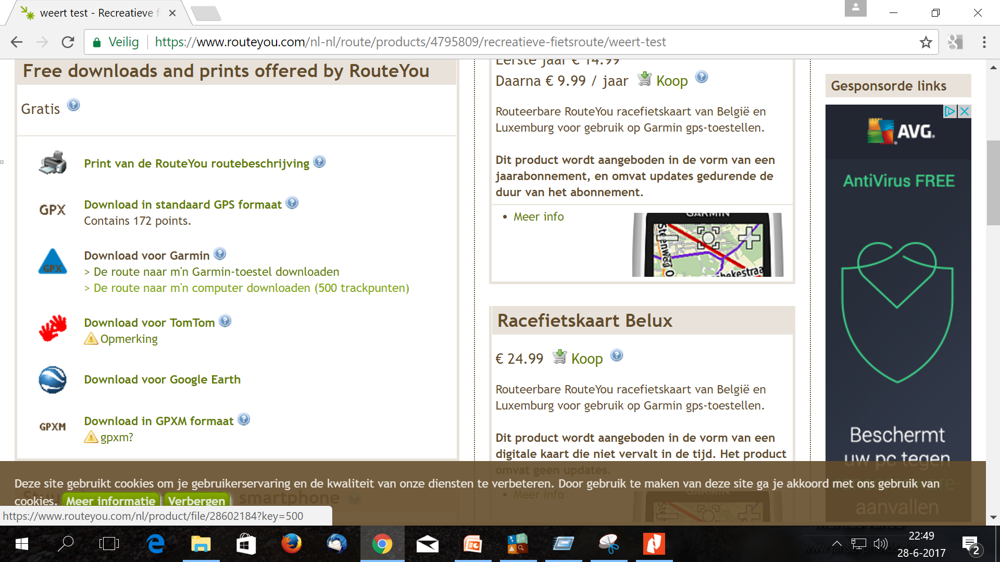 weert test - Recreatieve f
Veilig
https://www.routeyou.com/nl-nl/route/products/4795809/recreatieve-fietsroute/weert-test
Free downloads and prints offered by RouteYou
Gratis
Print van de RouteYou routebeschrijving
GPX
Download in standaard GPS formaat
Contains 172 points.
GPX
Download voor Garmin
> De route naar m'n Garmin-toestel downloaden
> De route naar m'n computer downloaden (500 trackpunten)
Download voor TomTom
Opmerking
Download voor Google Earth
GPXM
Download in GPXM formaat
gpxm?
Eerste jaar € 14.99
Daarna € 9.99 / jaar Koop
Routeerbare RouteYou racefietskaart van België en
Luxemburg voor gebruik op Garmin gps-toestellen.
Dit product wordt aangeboden in de vorm van een
jaarabonnement, en omvat updates gedurende de
duur van het abonnement.
• Meer info
GARMIN
Steenweg O
bekestraa
Racefietskaart Belux
€ 24.99 Koop
Routeerbare RouteYou racefietskaart van België en
Luxemburg voor gebruik op Garmin gps-toestellen.
Dit product wordt aangeboden in de vorm van een
digitale kaart die niet vervalt in de tijd. Het product
omvat geen updates.
• Meer info
GARMIN
Gesponsorde links
AVG.
AntiVirus FREE
Beschermt
uw pc tegen
aanvallen
Deze site gebruikt cookies om je gebruikerservaring en de kwaliteit van onze diensten te verbeteren. Door gebruik te maken van deze site ga je akkoord met ons gebruik van
cookies. Meer informatie Verbergen
smartphone
https://www.routeyou.com/nl/product/file/28602184?key=500
22:49
28-6-2017
2